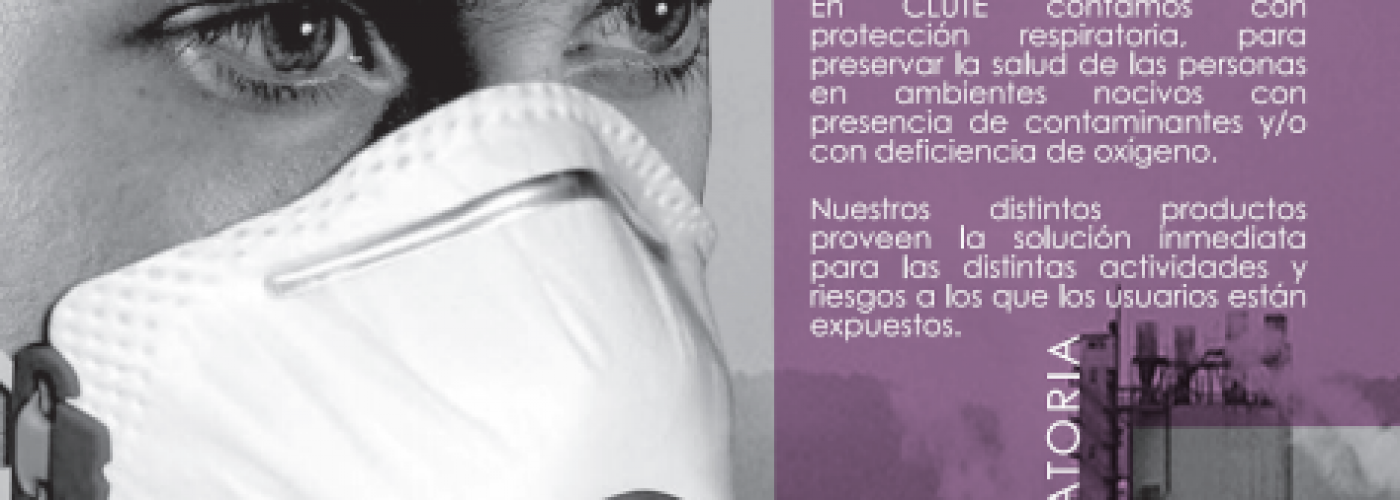 En CLUTE contamos con
protección respiratoria, para
preservar la salud de las personas
en ambientes nocivos con
presencia de contaminantes y/o
con deficiencia de oxigeno.
Nuestros distintos productos
proveen la solución inmediata
para las distintas actividades y
riesgos a los que los usuarios están
expuestos.
ATORIA